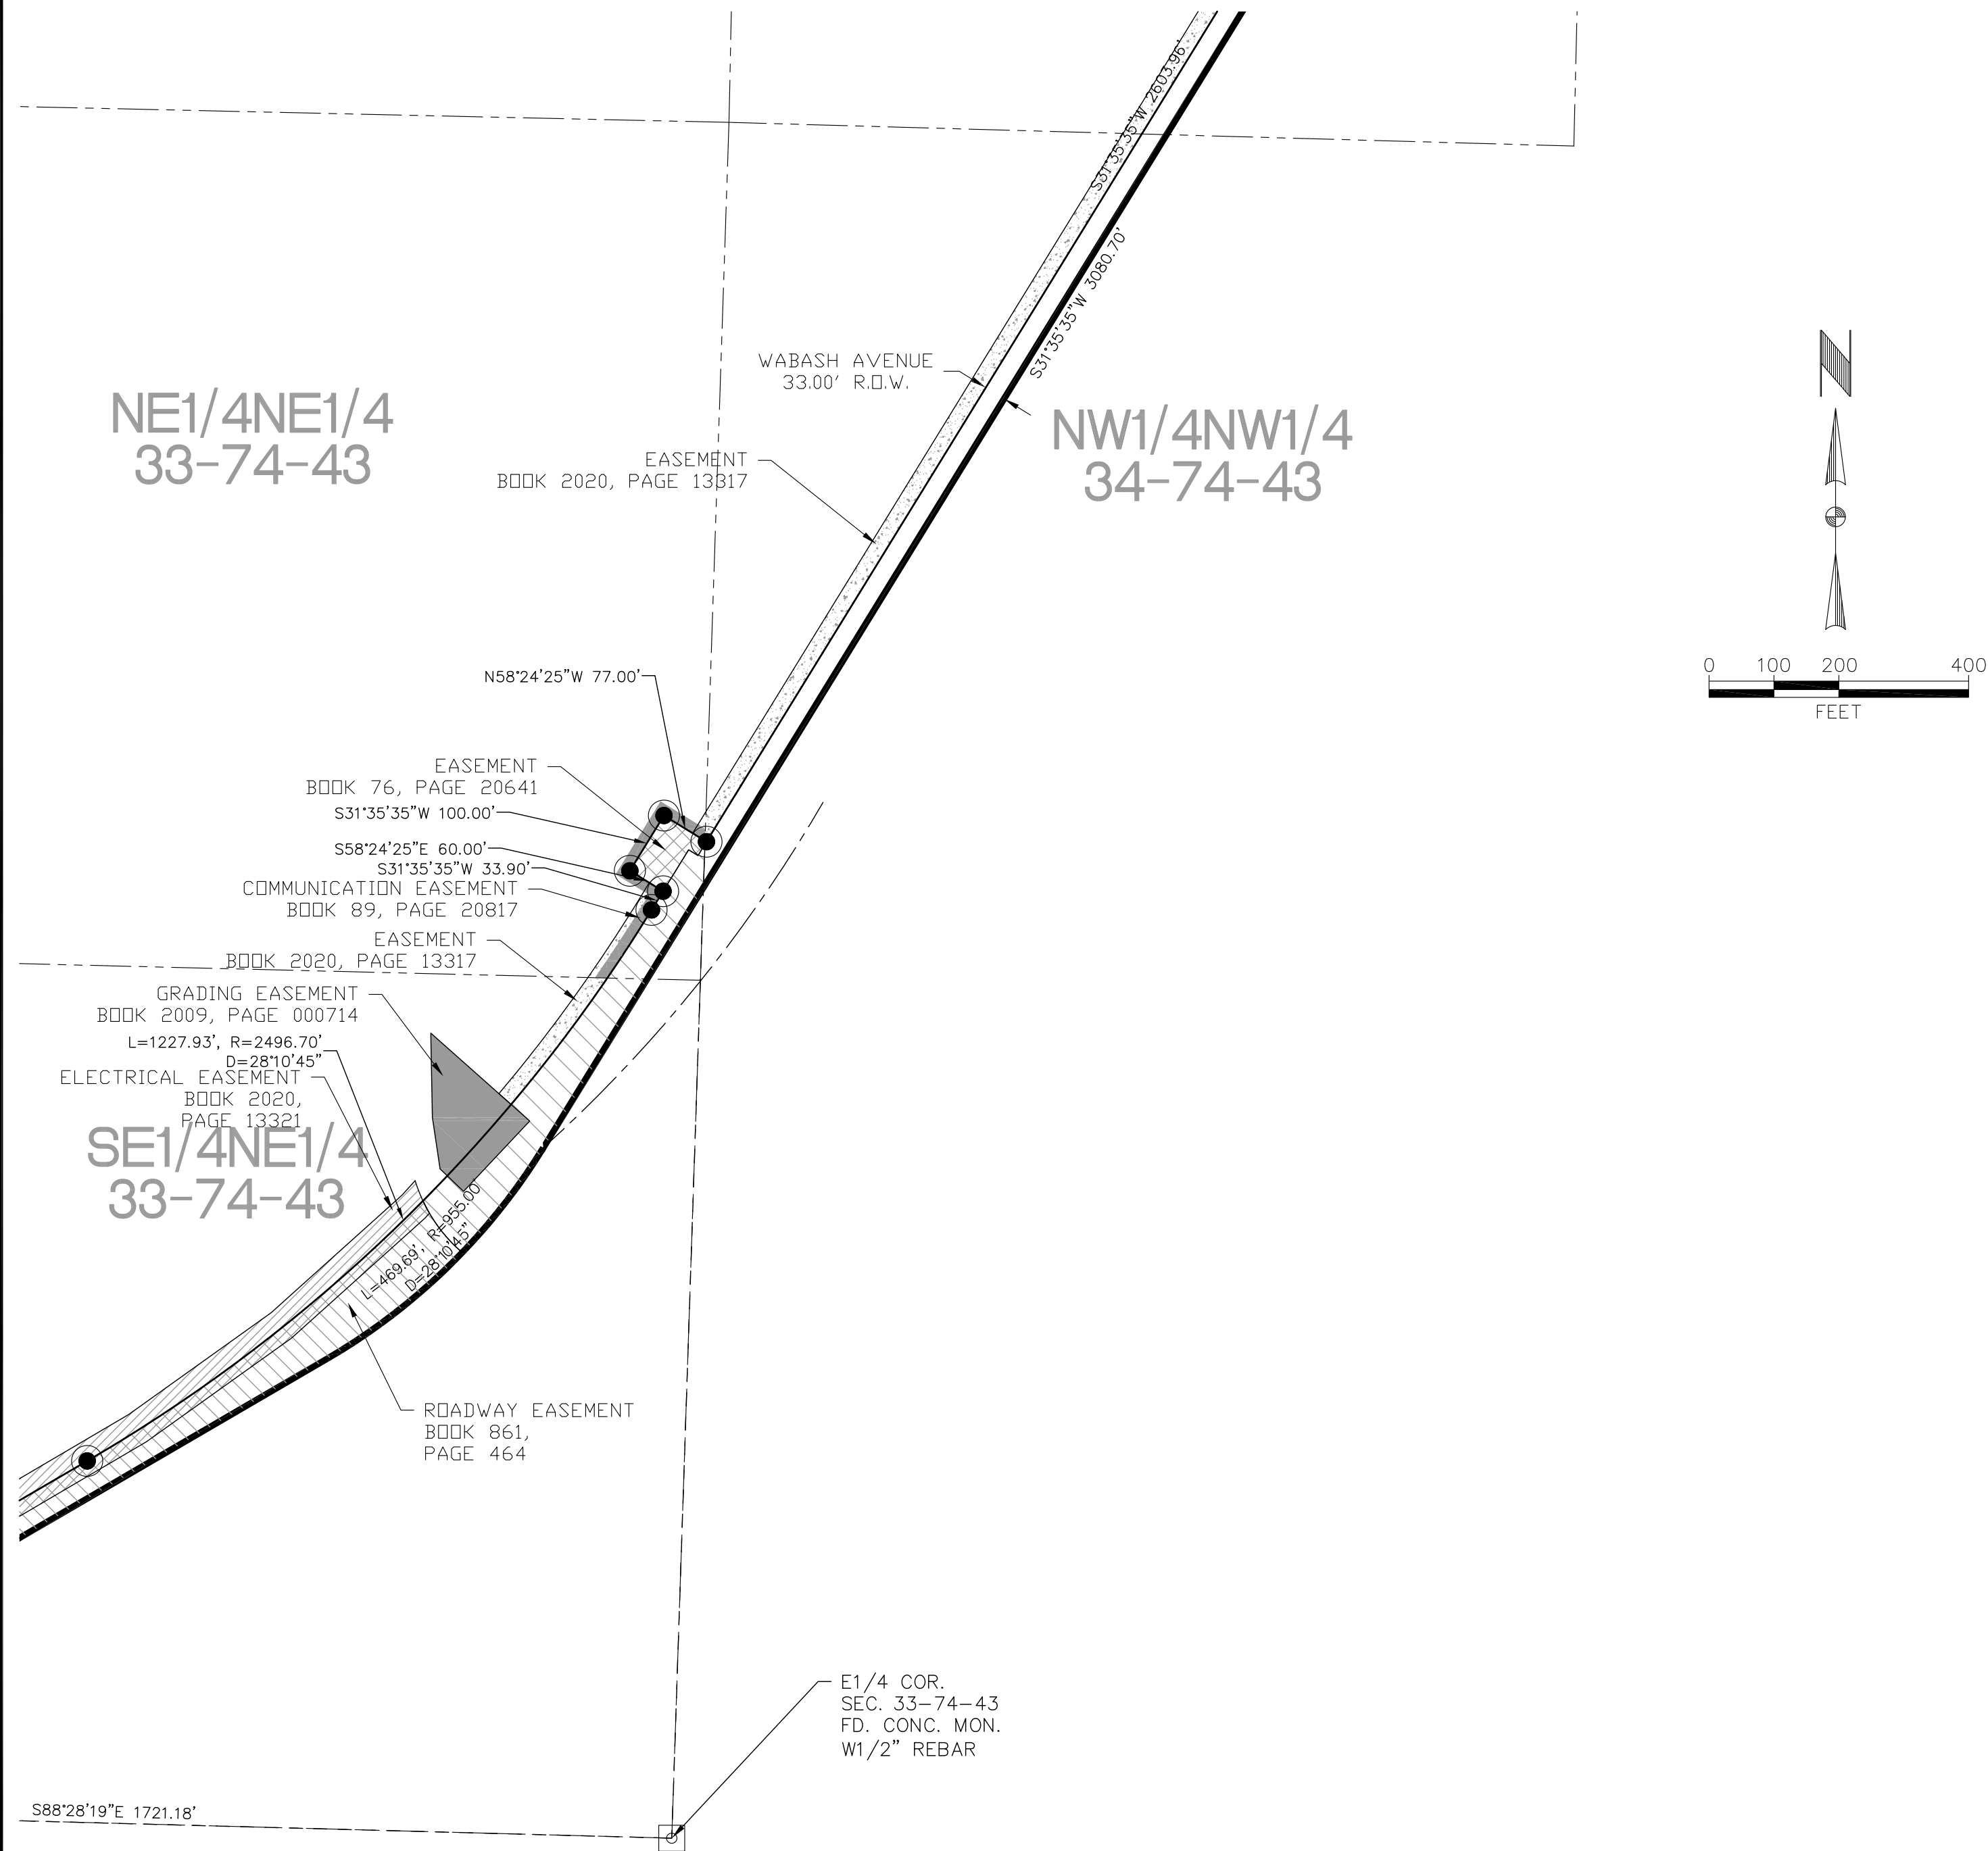 S31°35'35"W 2603.96'
S31°35'35"W 3080.70'
WABASH AVENUE
33.00' R.O.W.
NE1/4NE1/4
33-74-43
NW1/4NW1/4
34-74-43
EASEMENT
BOOK 2020, PAGE 13317
N
0 100 200 400
FEET
N58°24'25"W 77.00'
EASEMENT
BOOK 76, PAGE 20641
S31°35'35"W 100.00'
S58°24'25"E 60.00'
S31°35'35"W 33.90'
COMMUNICATION EASEMENT
BOOK 89, PAGE 20817
EASEMENT
BOOK 2020, PAGE 13317
GRADING EASEMENT
BOOK 2009, PAGE 000714
L=1227.93', R=2496.70'
D=28°10'45"
ELECTRICAL EASEMENT
BOOK 2020,
PAGE 13321
SE1/4NE1/4
33-74-43
L=469.69', R=955.00'
D=28°10'45"
ROADWAY EASEMENT
BOOK 861,
PAGE 464
E1/4 COR.
SEC. 33-74-43
FD. CONC. MON.
W1/2" REBAR
S88°28'19"E 1721.18'